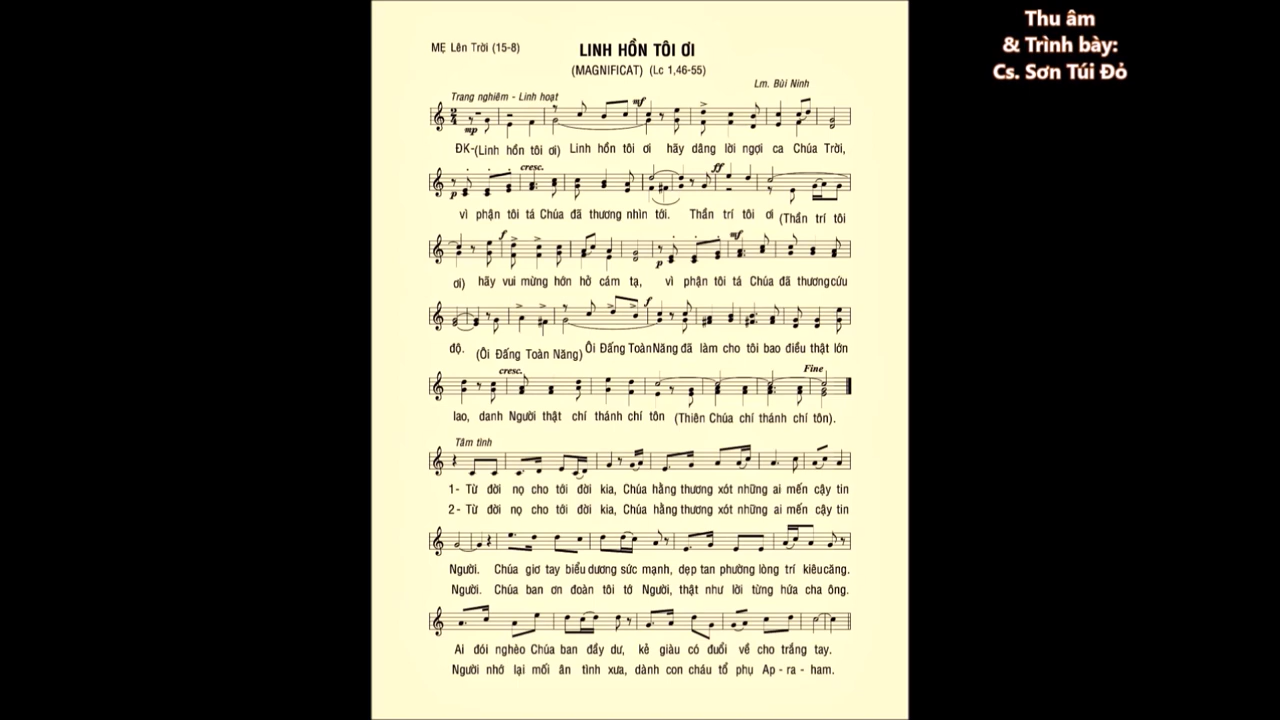 Thu âm
& Trình bày:
Cs. Sơn Túi Đỏ
MẸ Lên Trời (15-8)
LINH HỒN TÔI ƠI
(MAGNIFICAT) (Lc 1,46-55)
Lm. Bùi Ninh
Trang nghiêm - Linh hoạt
mf
mp
ĐK-(Linh hồn tôi ơi) Linh hồn tôi ơi hãy dâng lời ngợi ca Chúa Trời,
cresc.
ff
p
vì phận tôi tá Chúa đã thương nhìn tới. Thần trí tôi ơi (Thần trí tôi
f
mf
p
ơi) hãy vui mừng hớn hở cám tạ, vì phận tôi tá Chúa đã thươngcứu
f
độ. (Ôi Đấng Toàn Năng) Ôi Đấng ToànNăng đã làm cho tôi bao điều thật lớn
cresc.
Fine
lao, danh Người thật chí thánh chí tôn (Thiên Chúa chí thánh chí tôn).
Tâm tình
1- Từ đời nọ cho tới đời kia, Chúa hằng thương xót những ai mến cậy tin
2- Từ đời nọ cho tới đời kia, Chúa hằng thương xót những ai mến cậy tin
Người. Chúa giơ tay biểu dương sức mạnh, dẹp tan phường lòng trí kiêucăng.
Người. Chúa ban ơn đoàn tôi tớ Người, thật như lời từng hứa cha ông.
Ai đói nghèo Chúa ban đầy dư, kẻ giàu có đuổi về cho trắng tay.
Người nhớ lại mối ân tình xưa, dành con cháu tổ phụ Ap - ra - ham.